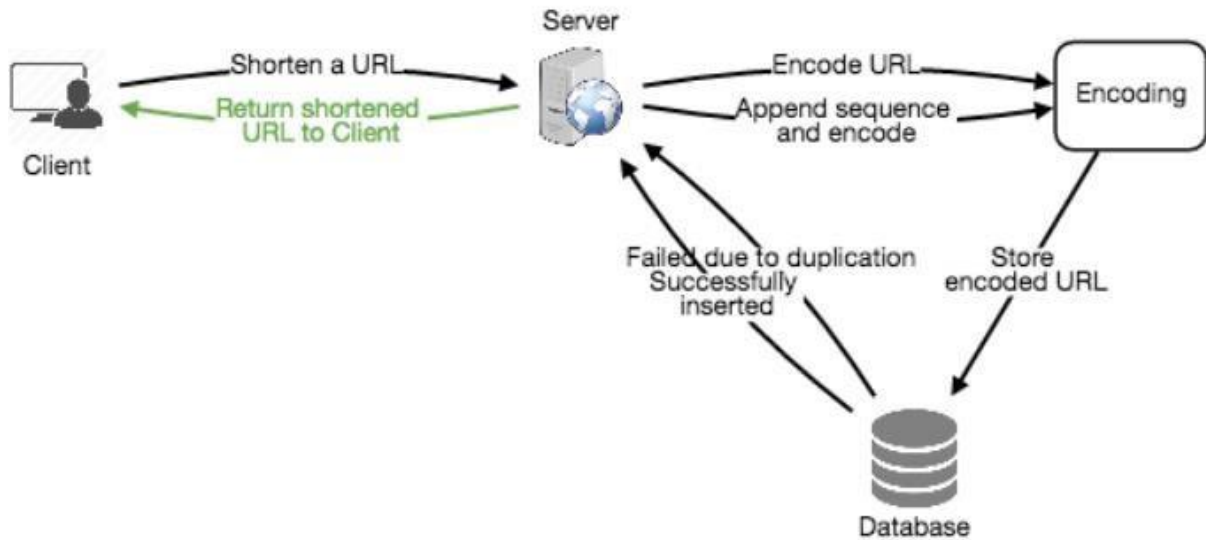 Server
Shorten a URL
Return shortened
URL to Client
Client
Encode URL
Append sequence
and encode
Encoding
Failed due to duplication
Successfully
inserted
Store
encoded URL
Database